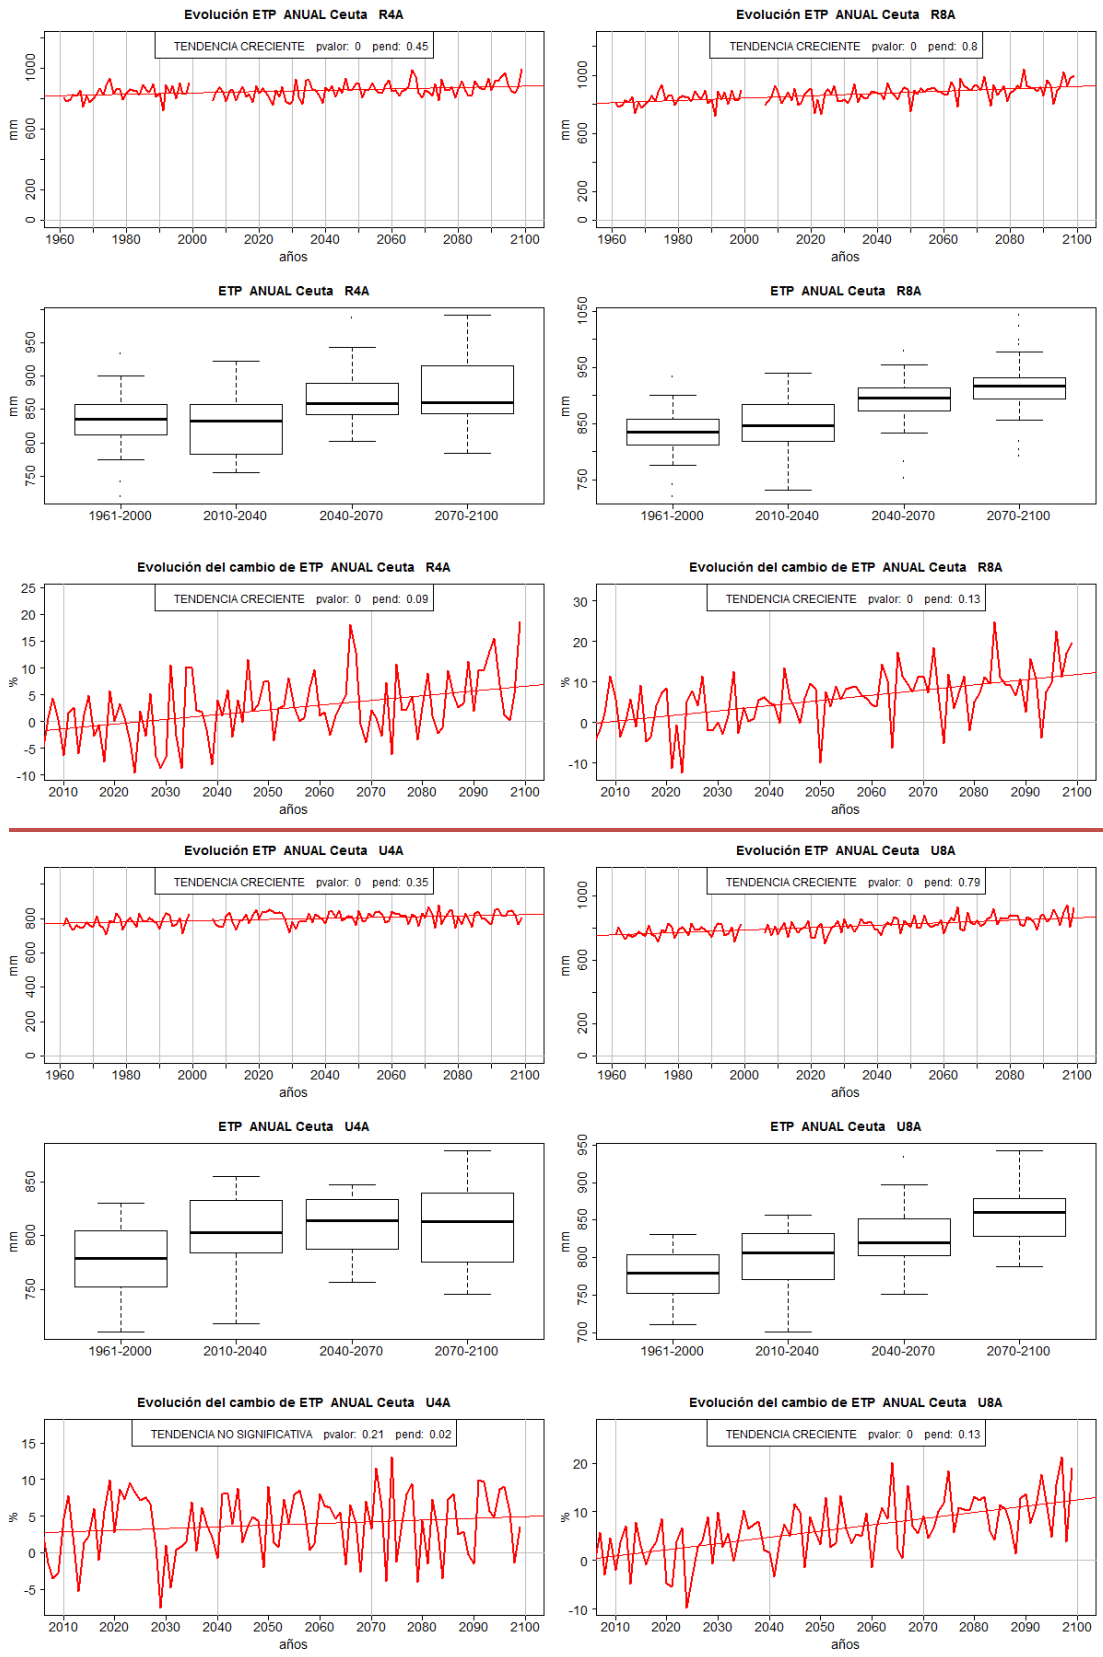 Evolución ETP ANUAL Ceuta R4A
TENDENCIA CRECIENTE pvalor: 0 pend: 0.45
mm
0 200 600 1000
1960 1980 2000 2020 2040 2060 2080 2100
años
Evolución ETP ANUAL Ceuta R8A
TENDENCIA CRECIENTE pvalor: 0 pend: 0.8
mm
0 200 600 1000
1960 1980 2000 2020 2040 2060 2080 2100
años
ETP ANUAL Ceuta R4A
mm
750 800 850 900 950
1961-2000 2010-2040 2040-2070 2070-2100
ETP ANUAL Ceuta R8A
mm
750 850 950 1050
1961-2000 2010-2040 2040-2070 2070-2100
Evolución del cambio de ETP ANUAL Ceuta R4A
TENDENCIA CRECIENTE pvalor: 0 pend: 0.09
%
25
20
15
10
5
0
-5
-10
2010 2020 2030 2040 2050 2060 2070 2080 2090 2100
años
Evolución del cambio de ETP ANUAL Ceuta R8A
TENDENCIA CRECIENTE pvalor: 0 pend: 0.13
%
30
20
10
0
-10
2010 2020 2030 2040 2050 2060 2070 2080 2090 2100
años
Evolución ETP ANUAL Ceuta U4A
TENDENCIA CRECIENTE pvalor: 0 pend: 0.35
mm
0 200 400 600 800
1960 1980 2000 2020 2040 2060 2080 2100
años
Evolución ETP ANUAL Ceuta U8A
TENDENCIA CRECIENTE pvalor: 0 pend: 0.79
mm
0 200 600 1000
1960 1980 2000 2020 2040 2060 2080 2100
años
ETP ANUAL Ceuta U4A
mm
750 800 850
1961-2000 2010-2040 2040-2070 2070-2100
ETP ANUAL Ceuta U8A
mm
700 750 800 850 900 950
1961-2000 2010-2040 2040-2070 2070-2100
Evolución del cambio de ETP ANUAL Ceuta U4A
TENDENCIA NO SIGNIFICATIVA pvalor: 0.21 pend: 0.02
%
15
10
5
0
-5
2010 2020 2030 2040 2050 2060 2070 2080 2090 2100
años
Evolución del cambio de ETP ANUAL Ceuta U8A
TENDENCIA CRECIENTE pvalor: 0 pend: 0.13
%
20
10
0
-10
2010 2020 2030 2040 2050 2060 2070 2080 2090 2100
años